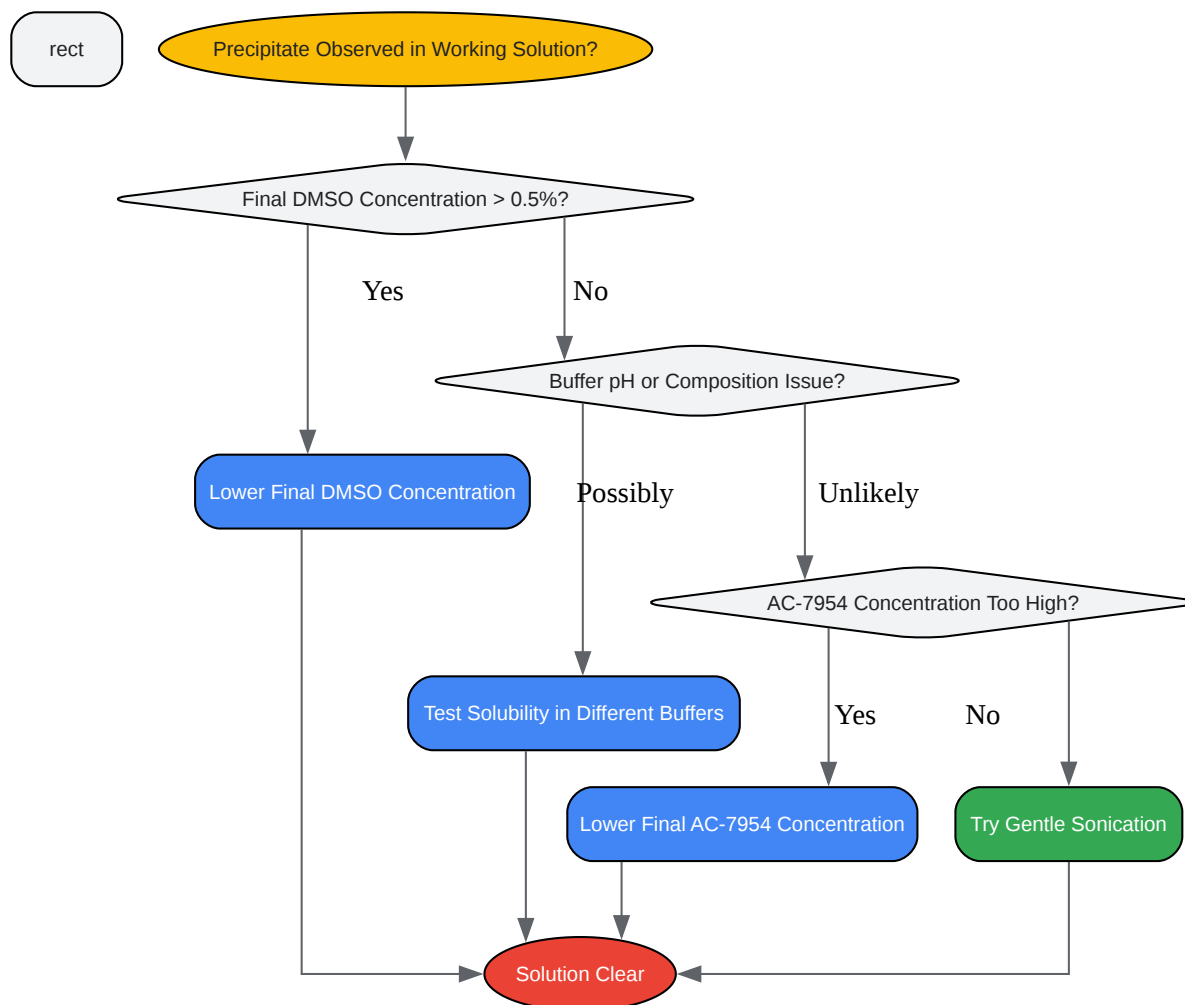 rect
Precipitate Observed in Working Solution?
Final DMSO Concentration > 0.5%?
Yes
No
Buffer pH or Composition Issue?
Lower Final DMSO Concentration
Possibly
Unlikely
AC-7954 Concentration Too High?
Test Solubility in Different Buffers
Yes
No
Lower Final AC-7954 Concentration
Try Gentle Sonication
Solution Clear